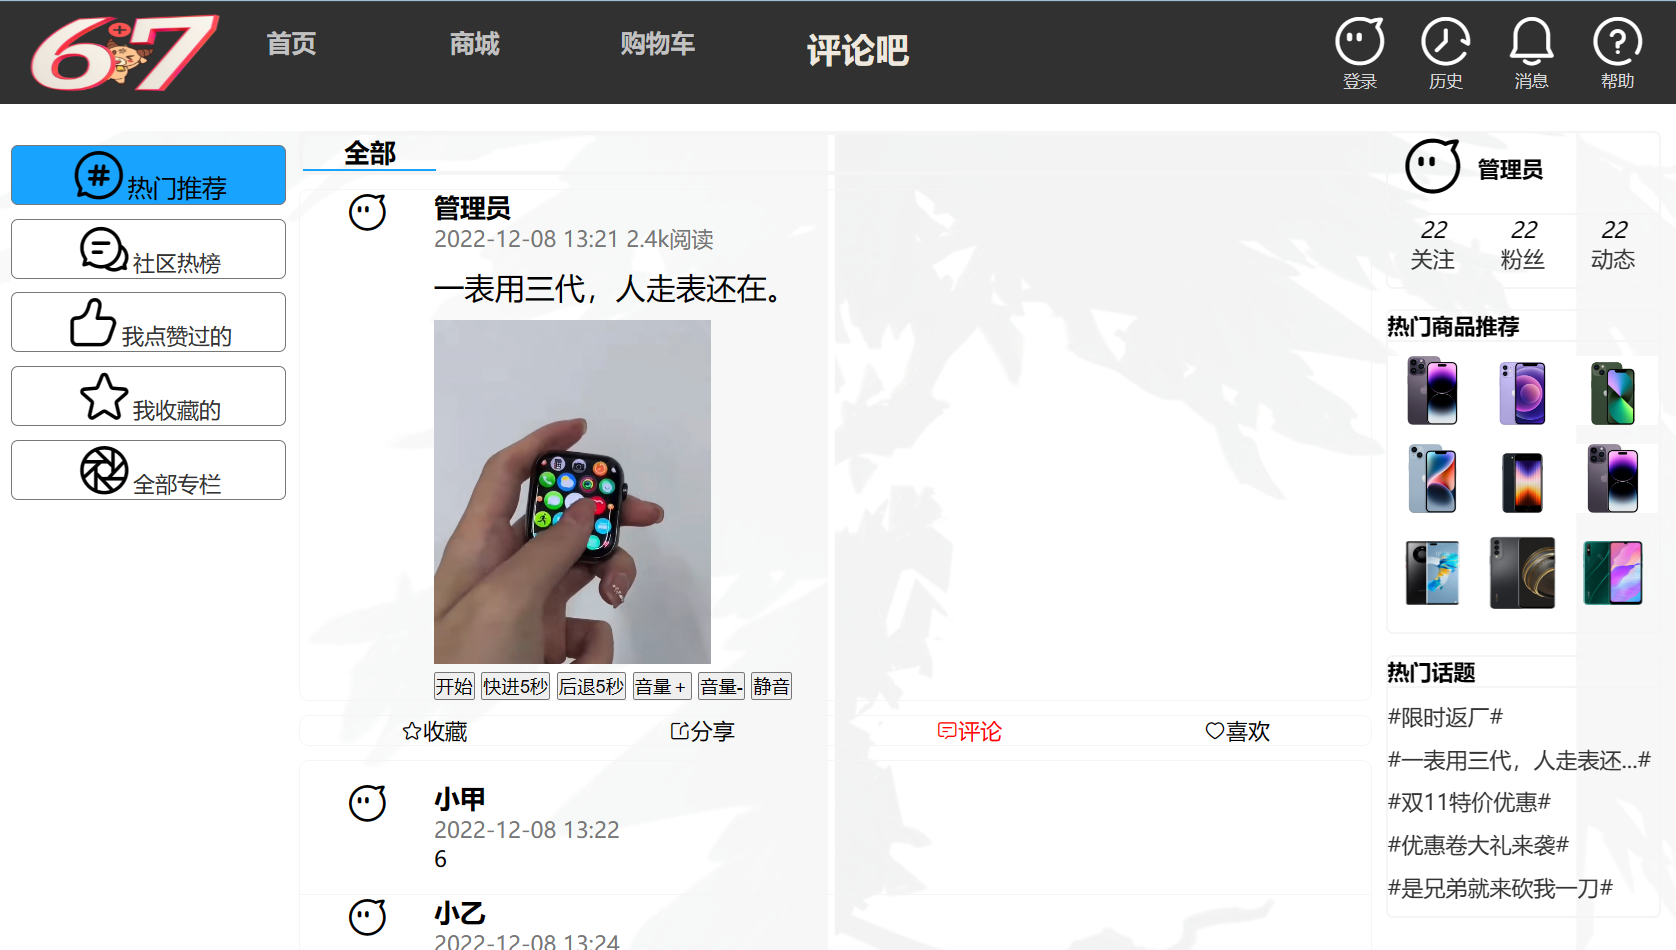 6+7
首页
商城
购物车
评论吧
登录
历史
消息
帮助
热门推荐
社区热榜
我点赞过的
我收藏的
全部专栏
全部
管理员
2022-12-08 13:21 2.4k阅读
一表用三代，人走表还在。
开始 快进5秒 后退5秒 音量 + 音量- 静音
收藏
分享
评论
喜欢
小甲
2022-12-08 13:22
6
小乙
2022-12-08 13:24
管理员
22 22 22
关注 粉丝 动态
热门商品推荐
热门话题
#限时返厂#
#一表用三代，人走表还...#
#双11特价优惠#
#优惠卷大礼来袭#
#是兄弟就来砍我一刀#